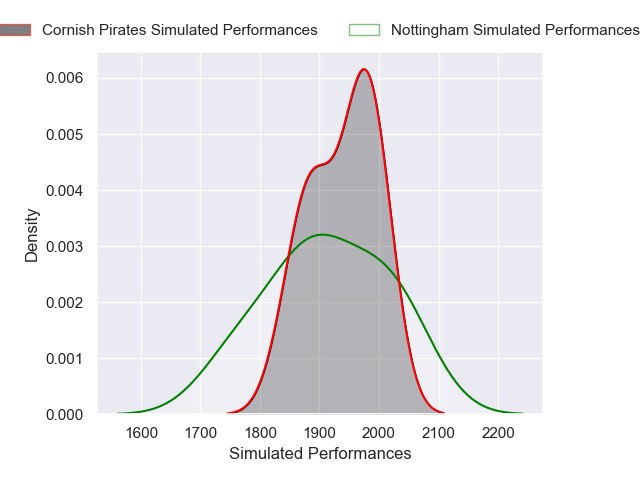 Cornish Pirates Simulated Performances Nottingham Simulated Performances
0.006
0.005
0.004
0.003
0.002
0.001
0.000
Density
1600 1700 1800 1900 2000 2100 2200
Simulated Performances